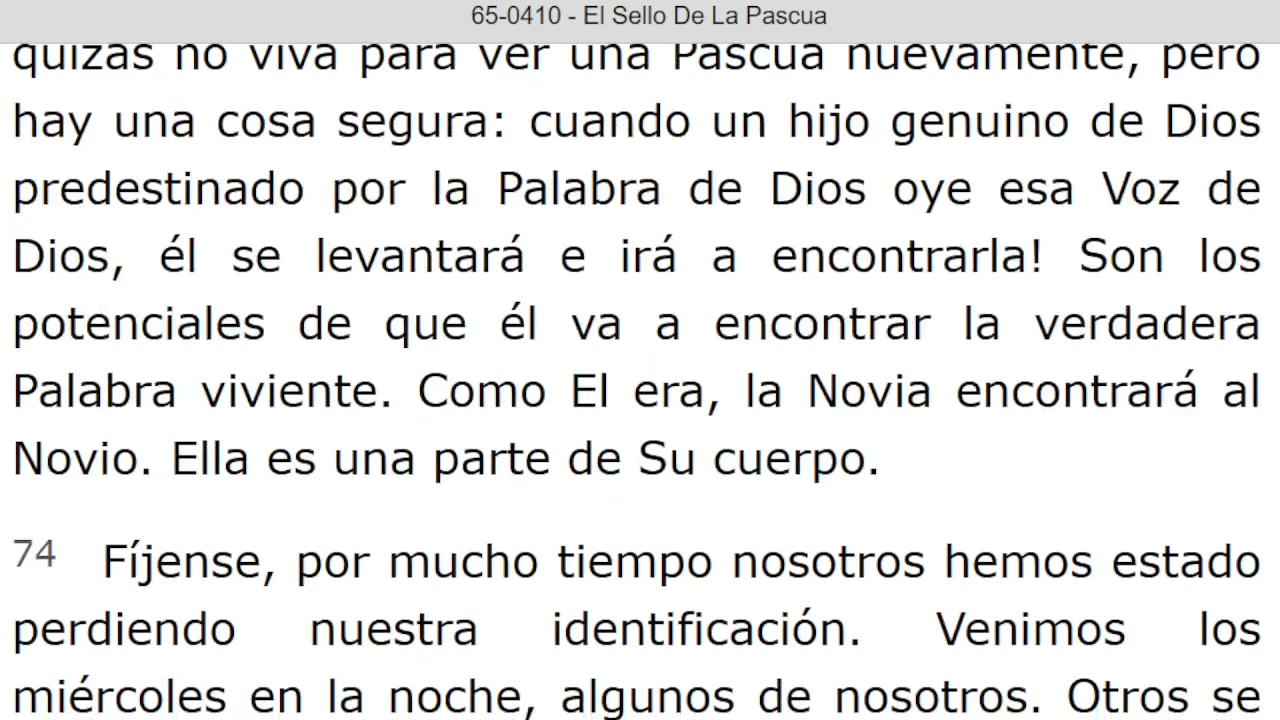 65-0410 - El Sello De La Pascua
quizás no viva para ver una Pascua nuevamente, pero
hay una cosa segura: cuando un hijo genuino de Dios
predestinado por la Palabra de Dios oye esa Voz de
Dios, él se levantará e irá a encontrarla! Son los
potenciales de que él va a encontrar la verdadera
Palabra viviente. Como El era, la Novia encontrará al
Novio. Ella es una parte de Su cuerpo.
74 Fíjense, por mucho tiempo nosotros hemos estado
perdiendo nuestra identificación. Venimos los
miércoles en la noche, algunos de nosotros. Otros se